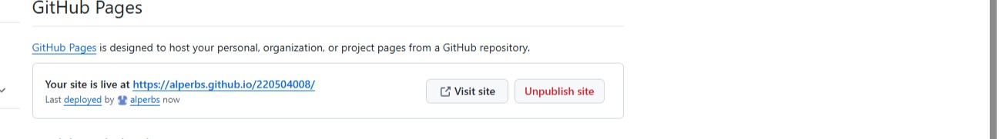 GitHub Pages
GitHub Pages is designed to host your personal, organization, or project pages from a GitHub repository.
Your site is live at https://alperbs.github.io/220504008/
Last deployed by alperbs now
Visit site
Unpublish site